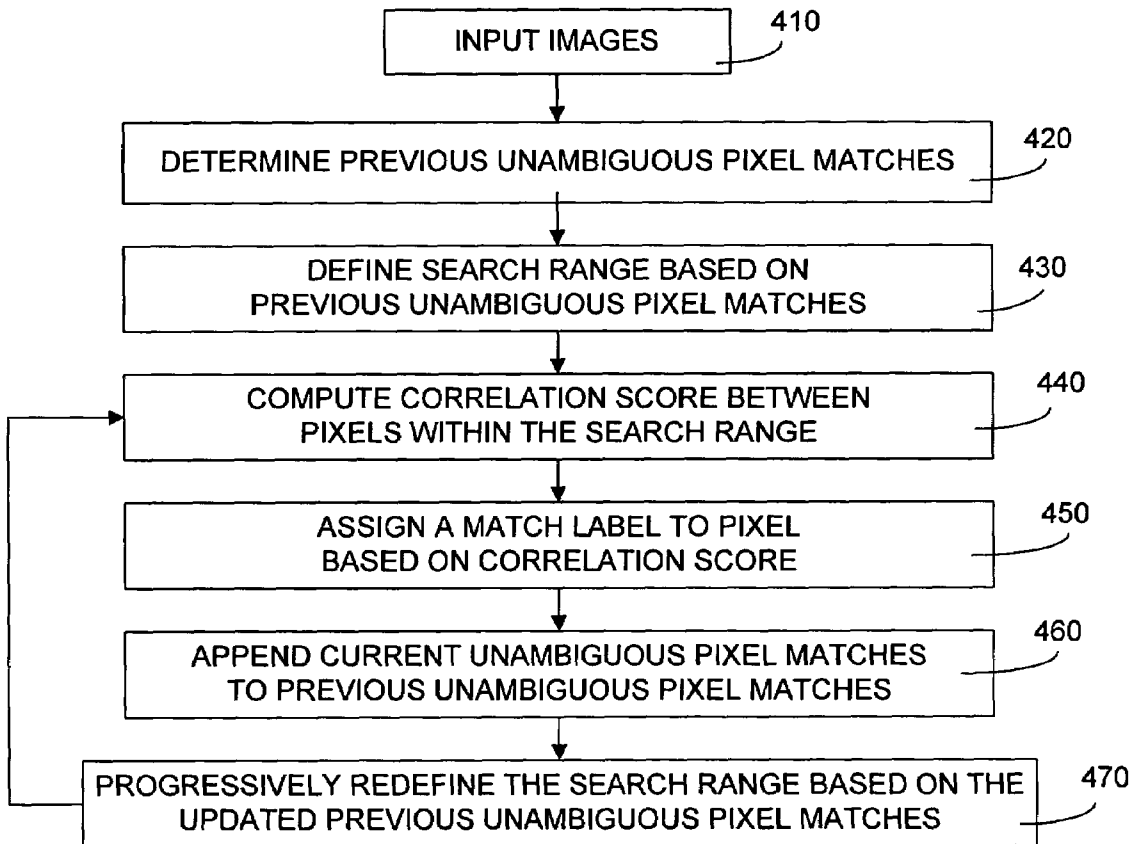 INPUT IMAGES
410
DETERMINE PREVIOUS UNAMBIGUOUS PIXEL MATCHES
420
DEFINE SEARCH RANGE BASED ON
PREVIOUS UNAMBIGUOUS PIXEL MATCHES
430
COMPUTE CORRELATION SCORE BETWEEN
PIXELS WITHIN THE SEARCH RANGE
440
ASSIGN A MATCH LABEL TO PIXEL
BASED ON CORRELATION SCORE
450
APPEND CURRENT UNAMBIGUOUS PIXEL MATCHES
TO PREVIOUS UNAMBIGUOUS PIXEL MATCHES
460
PROGRESSIVELY REDEFINE THE SEARCH RANGE BASED ON THE
UPDATED PREVIOUS UNAMBIGUOUS PIXEL MATCHES
470